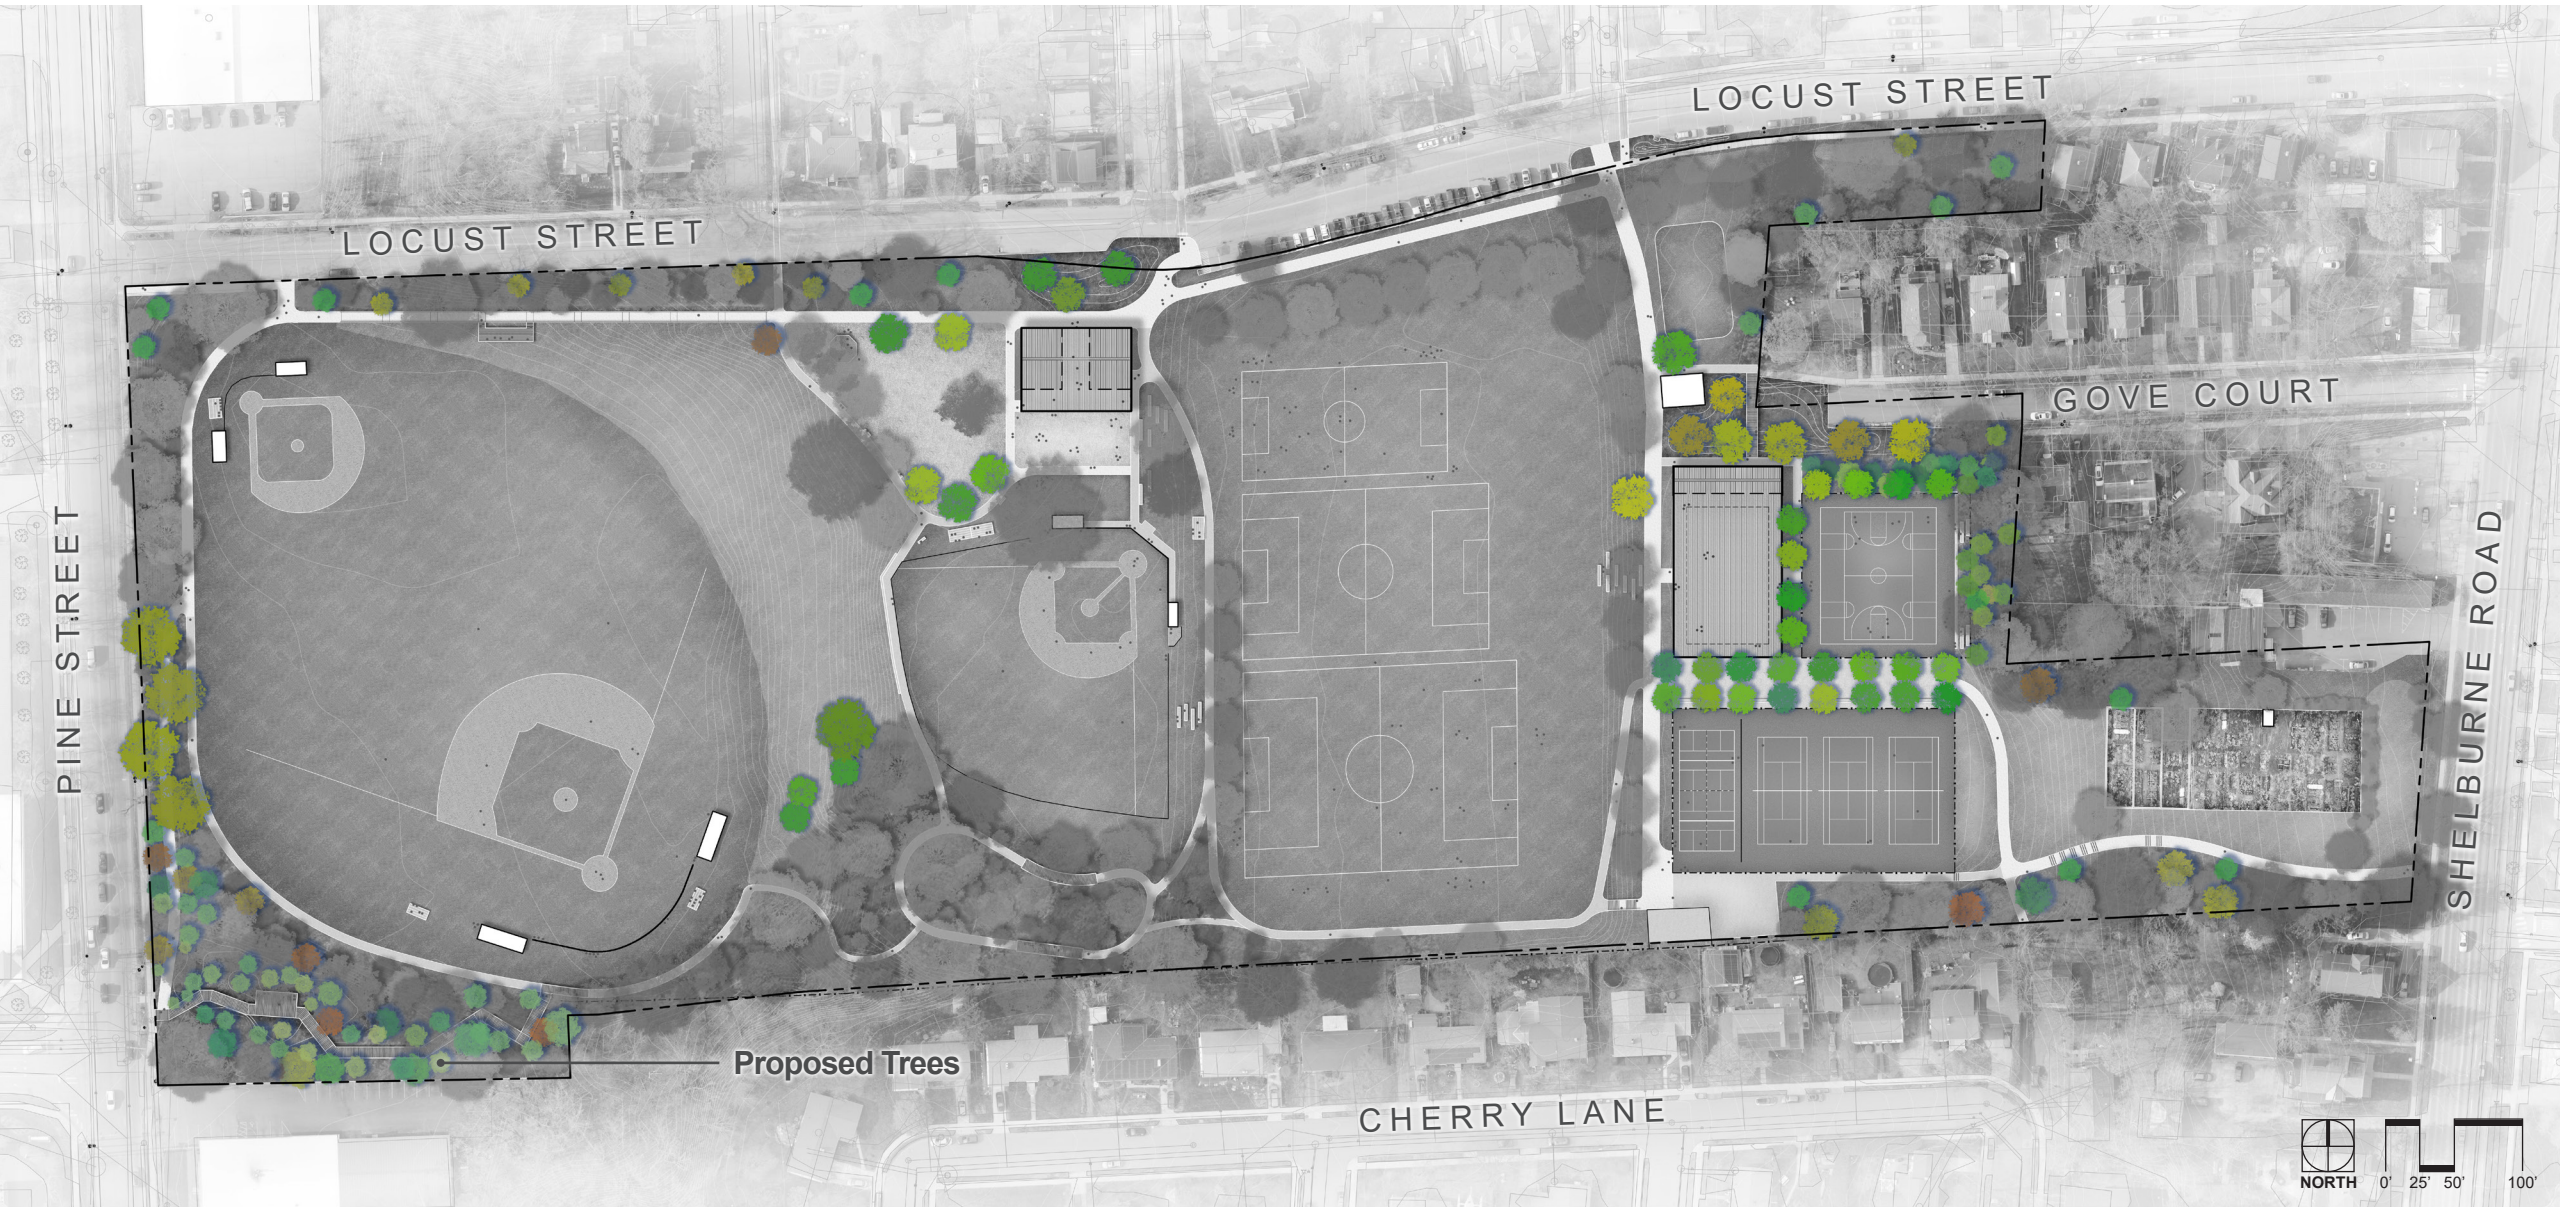 LOCUST STREET
LOCUST STREET
GOVE COURT
PINE STREET
SHELBURNE ROAD
Proposed Trees
CHERRY LANE
NORTH
0' 25' 50' 100'